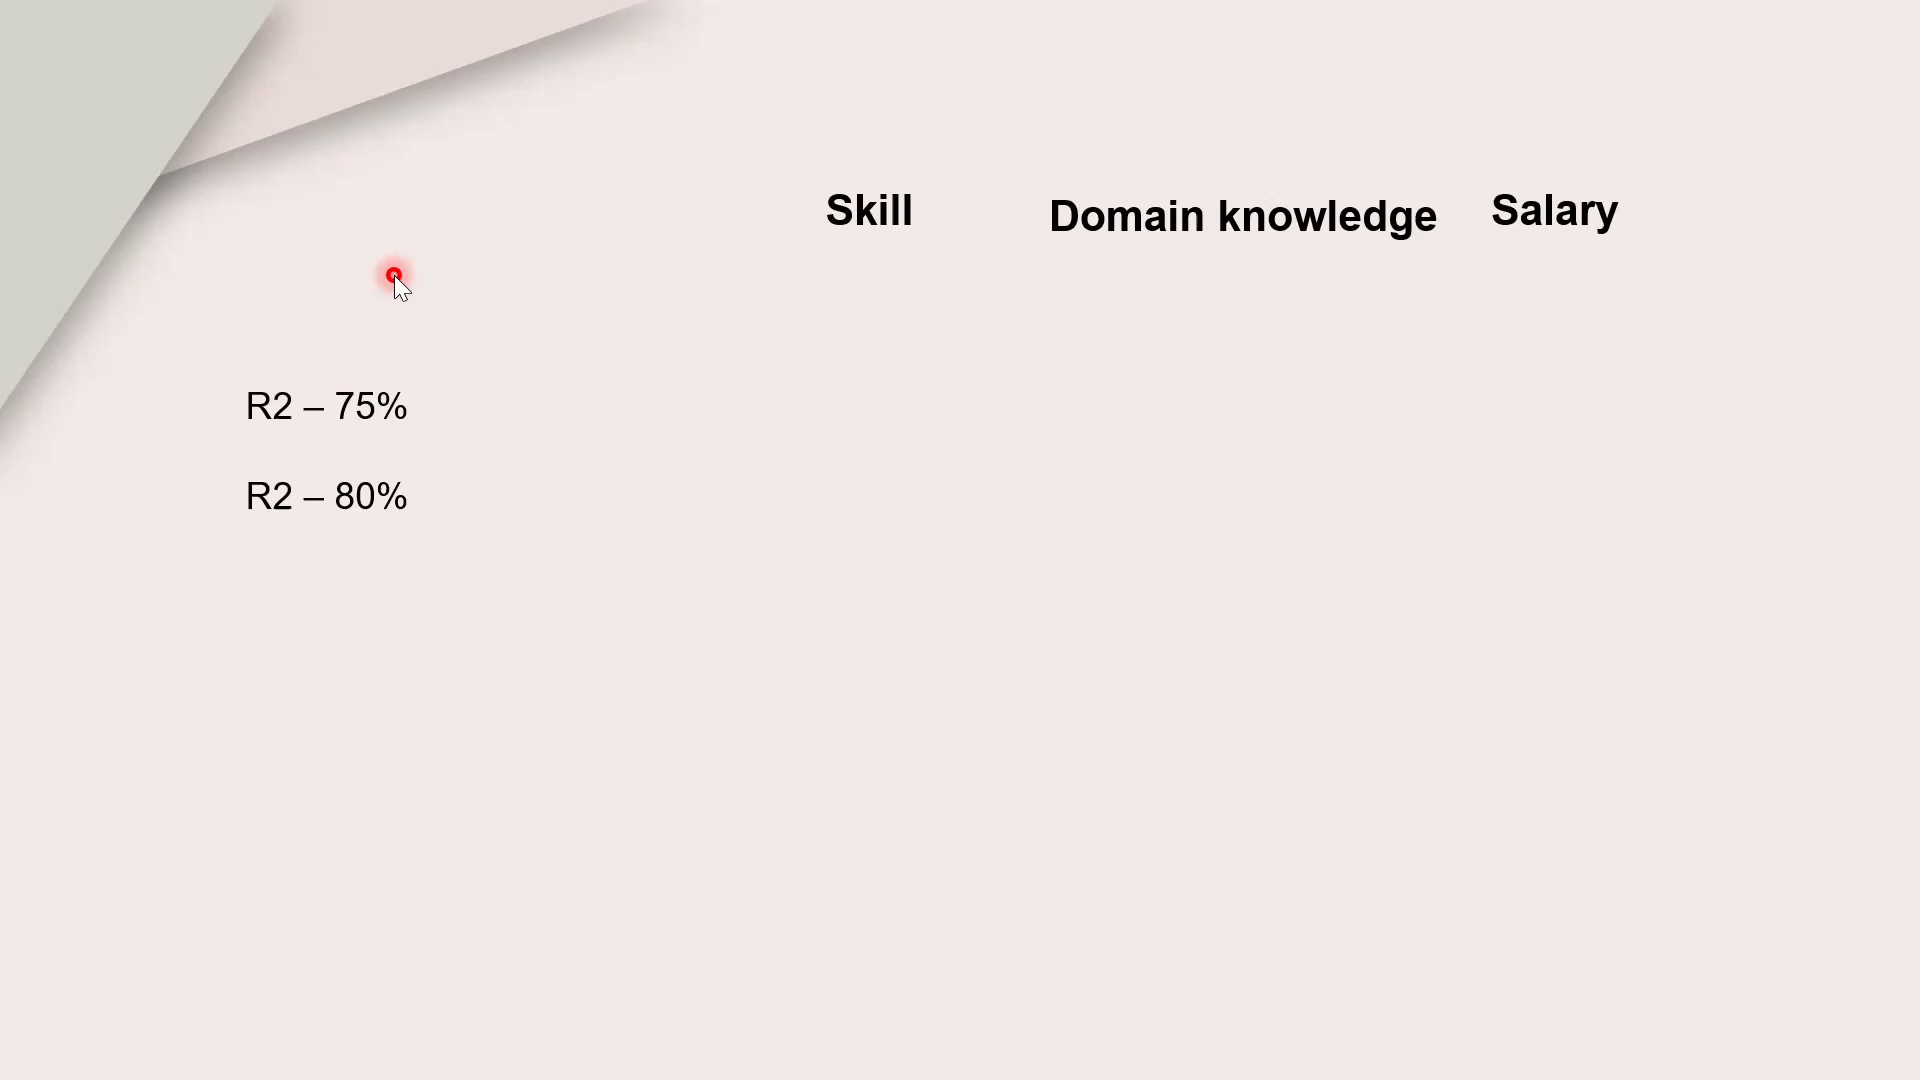 Skill Domain knowledge Salary
R2 – 75%
R2 – 80%